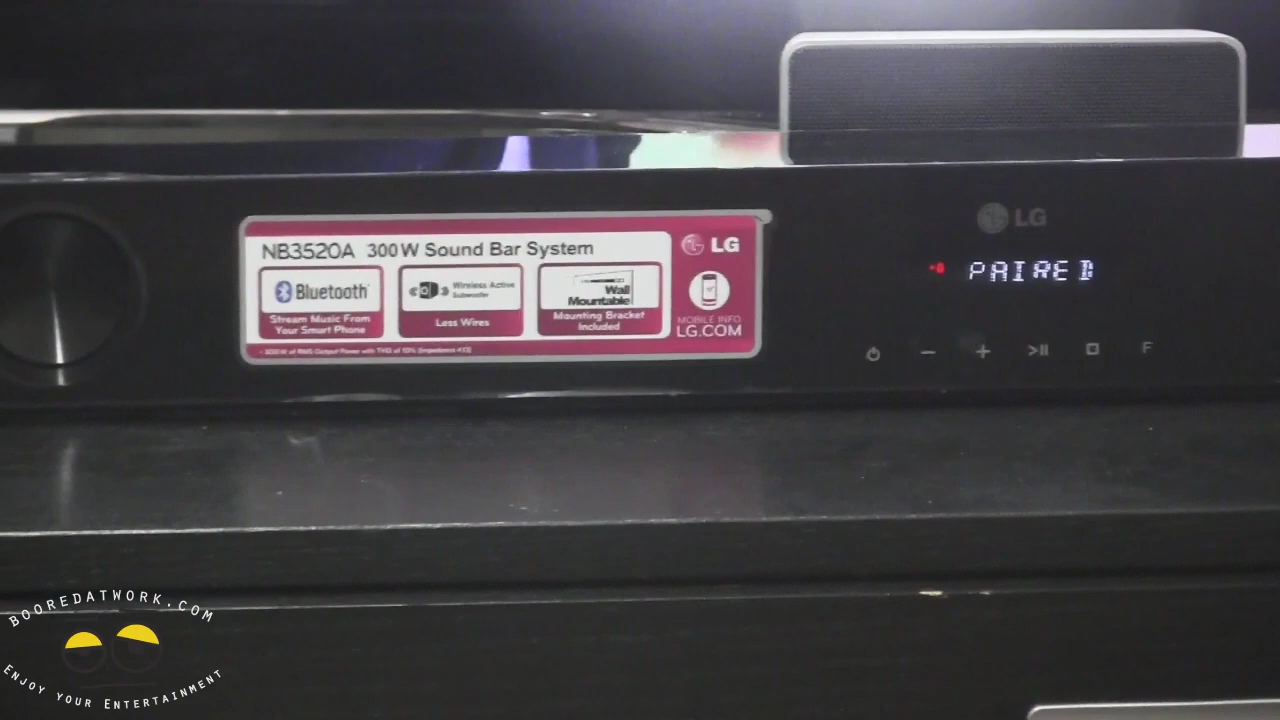 NB3520A 300W Sound Bar System
LG
Bluetooth
Stream Music From
Your Smart Phone
Wireless Active
Subwoofer
Less Wires
Wall
Mountable
Mounting Bracket
Included
MOBILE INFO
LG.COM
LG
PAIRED
F
BOOREDATWORK.COM
ENJOY YOUR ENTERTAINMENT